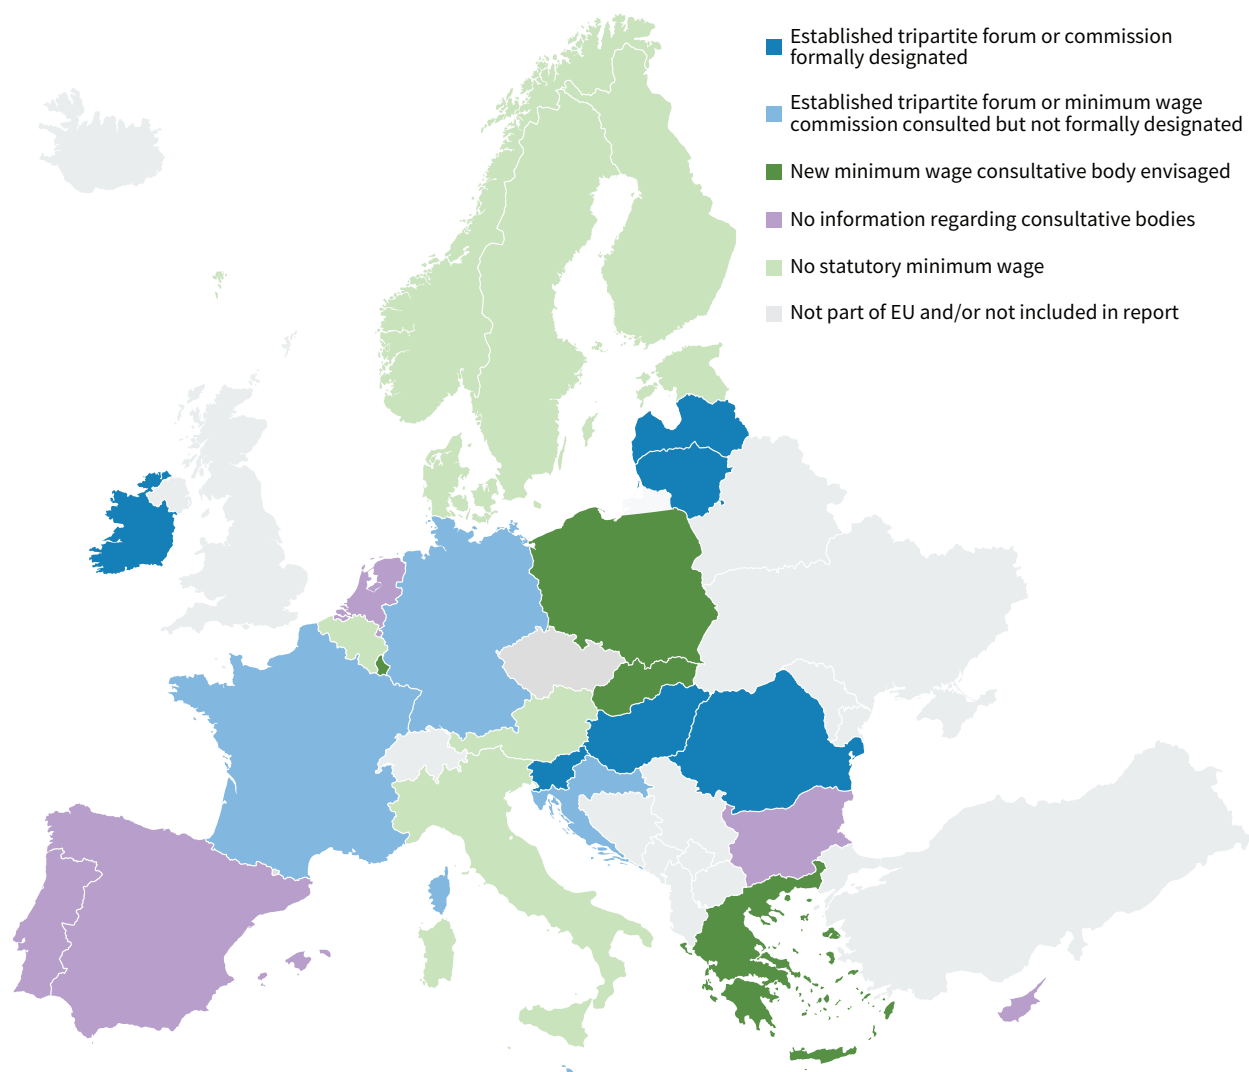 Established tripartite forum or commission
formally designated
Established tripartite forum or minimum wage
commission consulted but not formally designated
New minimum wage consultative body envisaged
No information regarding consultative bodies
No statutory minimum wage
Not part of EU and/or not included in report